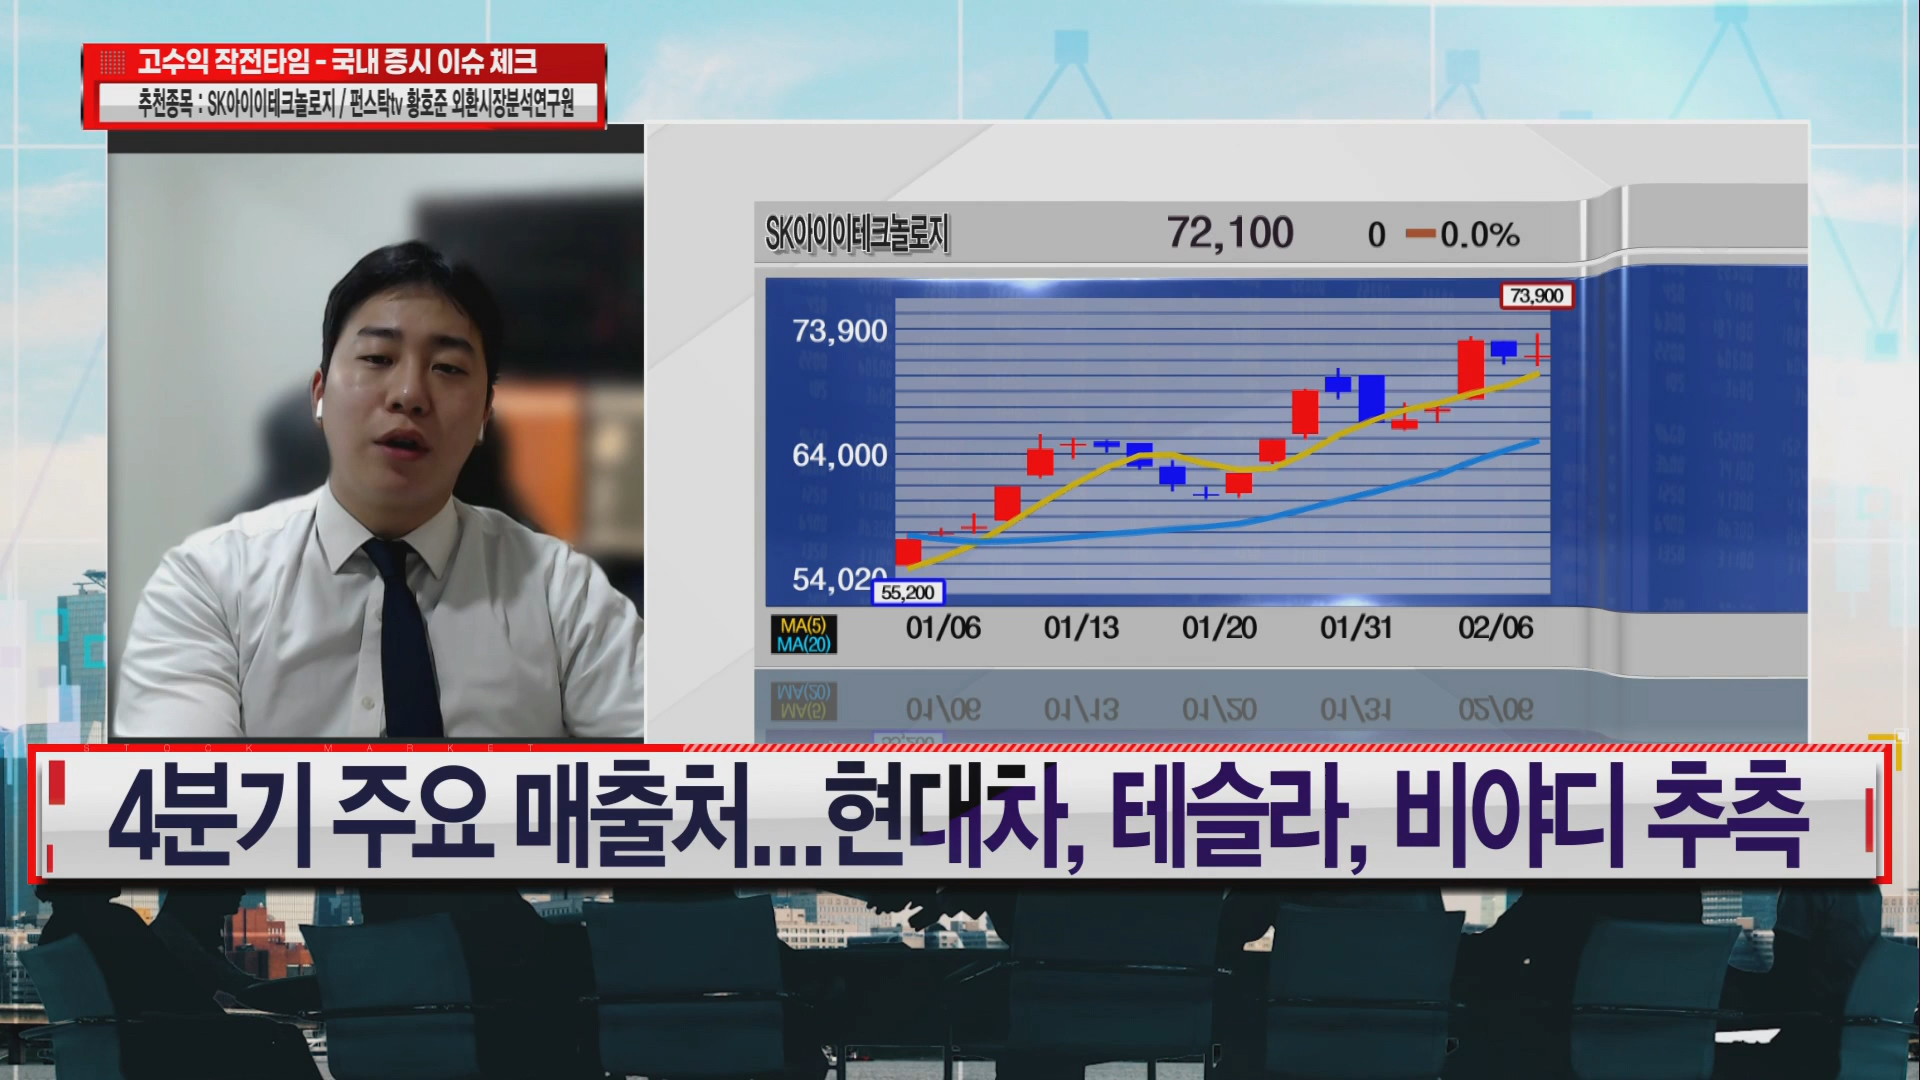 고수익 작전타임 - 국내 증시 이슈 체크
추천종목 : SK아이이테크놀로지 / 펀스탁tv 황호준 외환시장분석연구원
SK아이이테크놀로지 72,100 0 0.0%
73,900
73,900
64,000
54,020
55,200
MA(5)
MA(20)
01/06 01/13 01/20 01/31 02/06
STOCK MARKET
4분기 주요 매출처...현대차, 테슬라, 비야디 추측